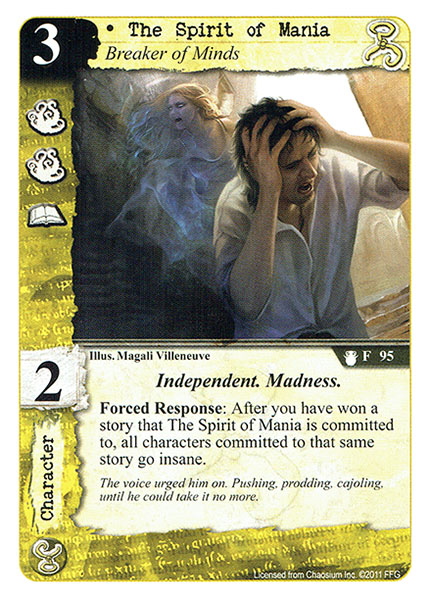 3
• The Spirit of Mania
Breaker of Minds
Illus. Magali Villeneuve
F 95
2
Independent. Madness.
Forced Response: After you have won a
story that The Spirit of Mania is committed
to, all characters committed to that same
story go insane.
The voice urged him on. Pushing, prodding, cajoling,
until he could take it no more.
Character
Licensed from Chaosium Inc. ©2011 FFG